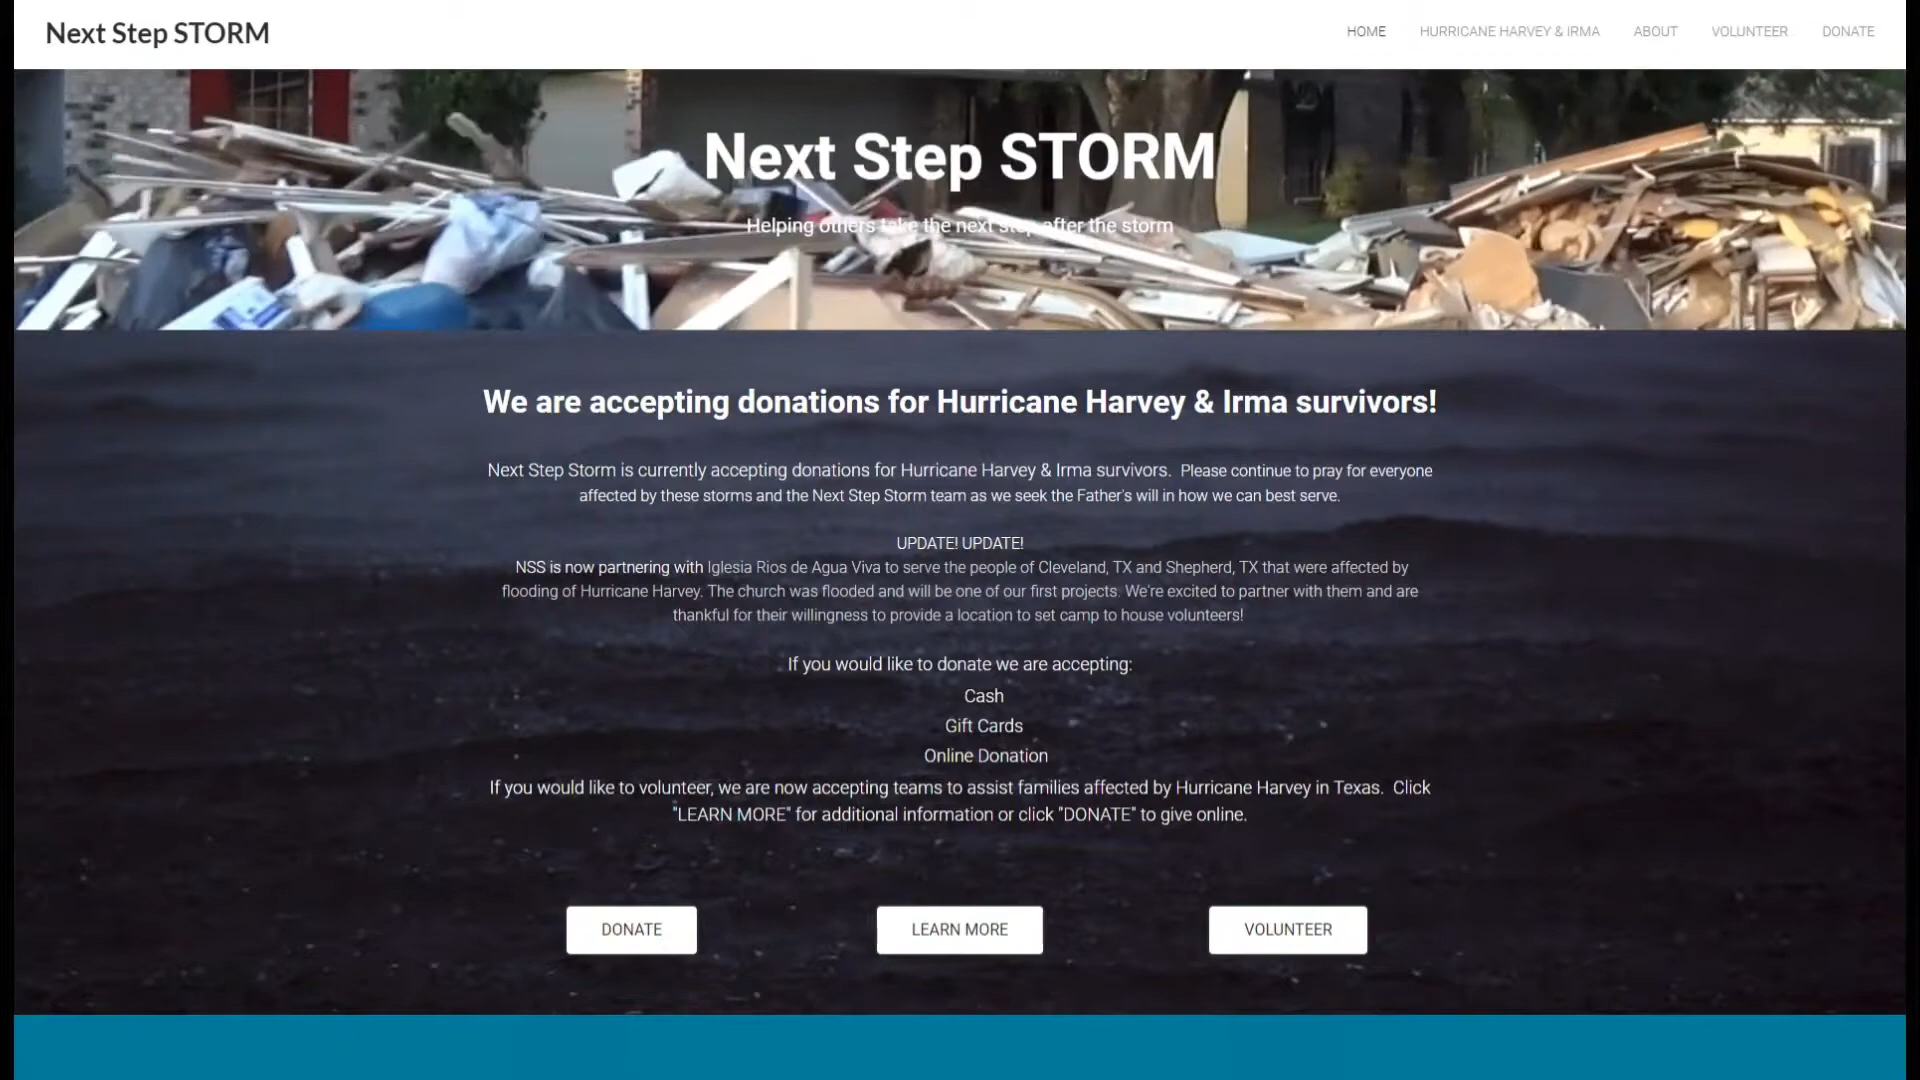 Next Step STORM
HOME HURRICANE HARVEY & IRMA ABOUT VOLUNTEER DONATE
Next Step STORM
Helping others take the next step after the storm
We are accepting donations for Hurricane Harvey & Irma survivors!
Next Step Storm is currently accepting donations for Hurricane Harvey & Irma survivors. Please continue to pray for everyone
affected by these storms and the Next Step Storm team as we seek the Father's will in how we can best serve.
UPDATE! UPDATE!
NSS is now partnering with Iglesia Rios de Agua Viva to serve the people of Cleveland, TX and Shepherd, TX that were affected by
flooding of Hurricane Harvey. The church was flooded and will be one of our first projects. We're excited to partner with them and are
thankful for their willingness to provide a location to set camp to house volunteers!
If you would like to donate we are accepting:
Cash
Gift Cards
Online Donation
If you would like to volunteer, we are now accepting teams to assist families affected by Hurricane Harvey in Texas. Click
"LEARN MORE" for additional information or click "DONATE" to give online.
DONATE LEARN MORE VOLUNTEER